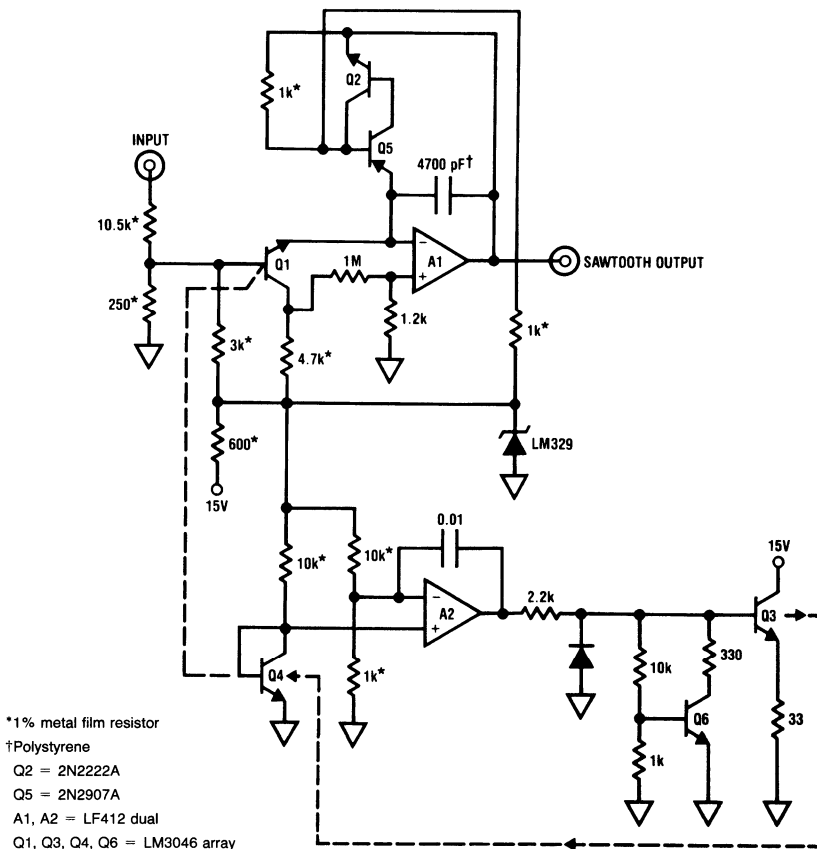 Q2
1k*
Q5
INPUT
4700 pF†
10.5k*
−
A1
+
SAWTOOTH OUTPUT
Q1
1M
250*
1.2k
1k*
3k*
4.7k*
600*
LM329
15V
0.01
15V
10k*
10k*
−
A2
+
2.2k
Q3
Q4
10k
330
1k*
Q6
33
1k
*1% metal film resistor
†Polystyrene
Q2 = 2N2222A
Q5 = 2N2907A
A1, A2 = LF412 dual
Q1, Q3, Q4, Q6 = LM3046 array